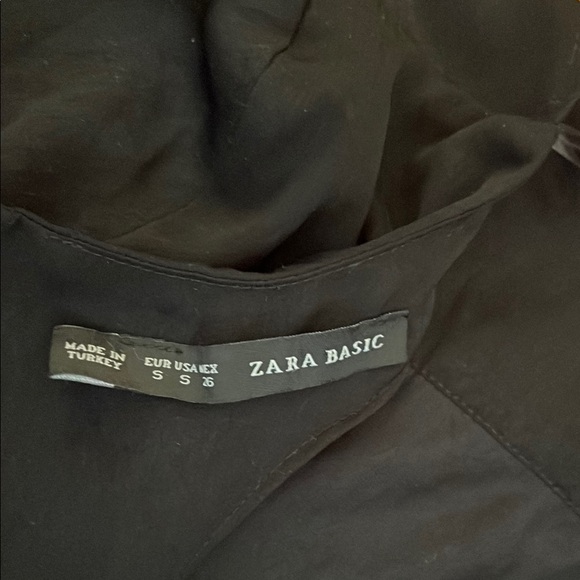 MADE IN
TURKEY
EUR USA MEX
S S 26
ZARA BASIC